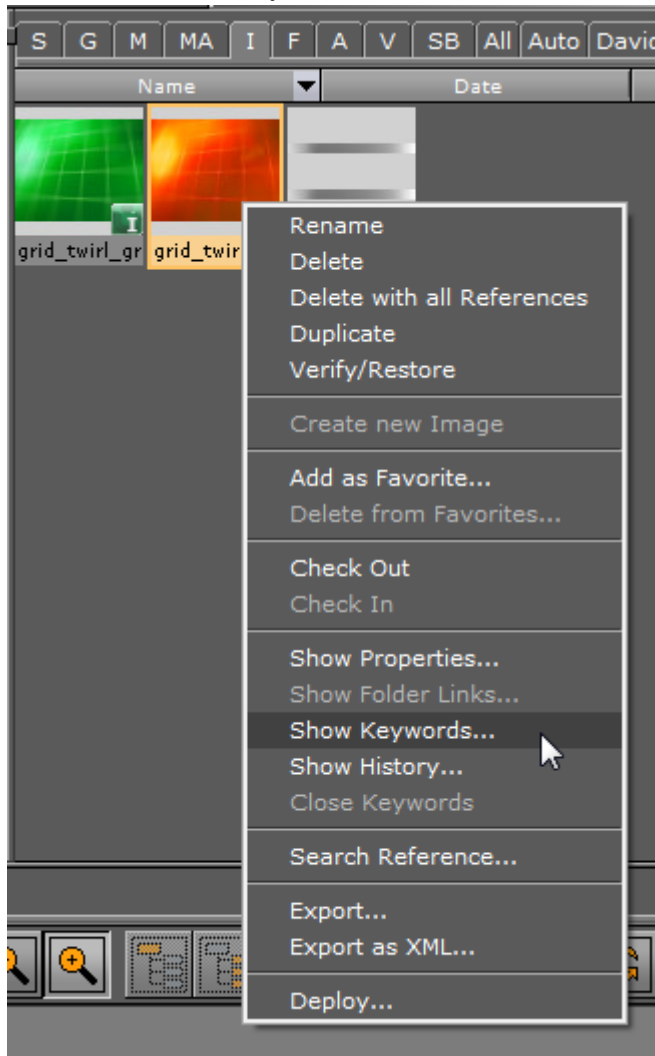 S G M MA I F A V SB All Auto David
Name Date
I
grid_twirl_gr grid_twir
Rename
Delete
Delete with all References
Duplicate
Verify/Restore
Create new Image
Add as Favorite...
Delete from Favorites...
Check Out
Check In
Show Properties...
Show Folder Links...
Show Keywords...
Show History...
Close Keywords
Search Reference...
Export...
Export as XML...
Deploy...